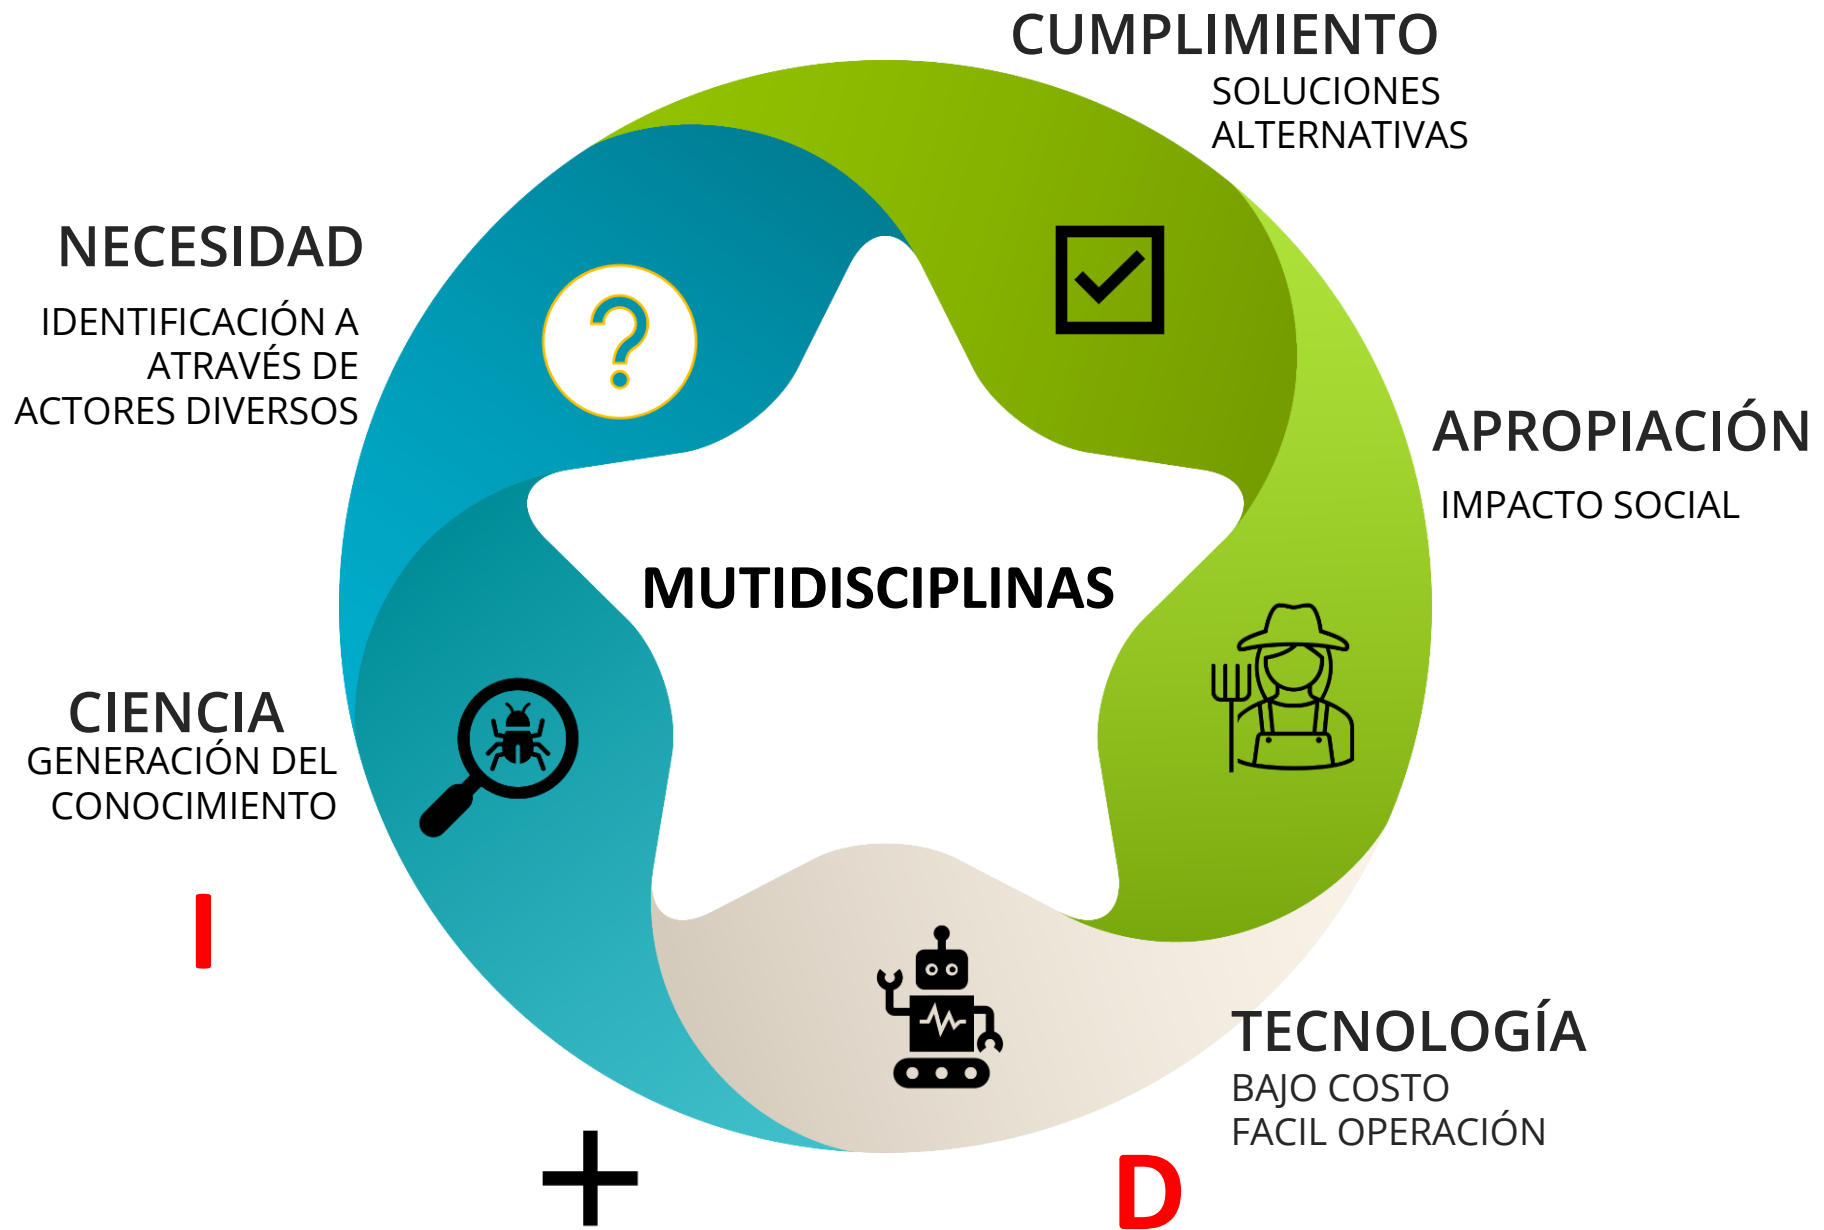 CUMPLIMIENTO
SOLUCIONES
ALTERNATIVAS
NECESIDAD
IDENTIFICACIÓN A
ATRAVÉS DE
ACTORES DIVERSOS
?
APROPIACIÓN
IMPACTO SOCIAL
MUTIDISCIPLINAS
CIENCIA
GENERACIÓN DEL
CONOCIMIENTO
I
TECNOLOGÍA
BAJO COSTO
FACIL OPERACIÓN
+
D